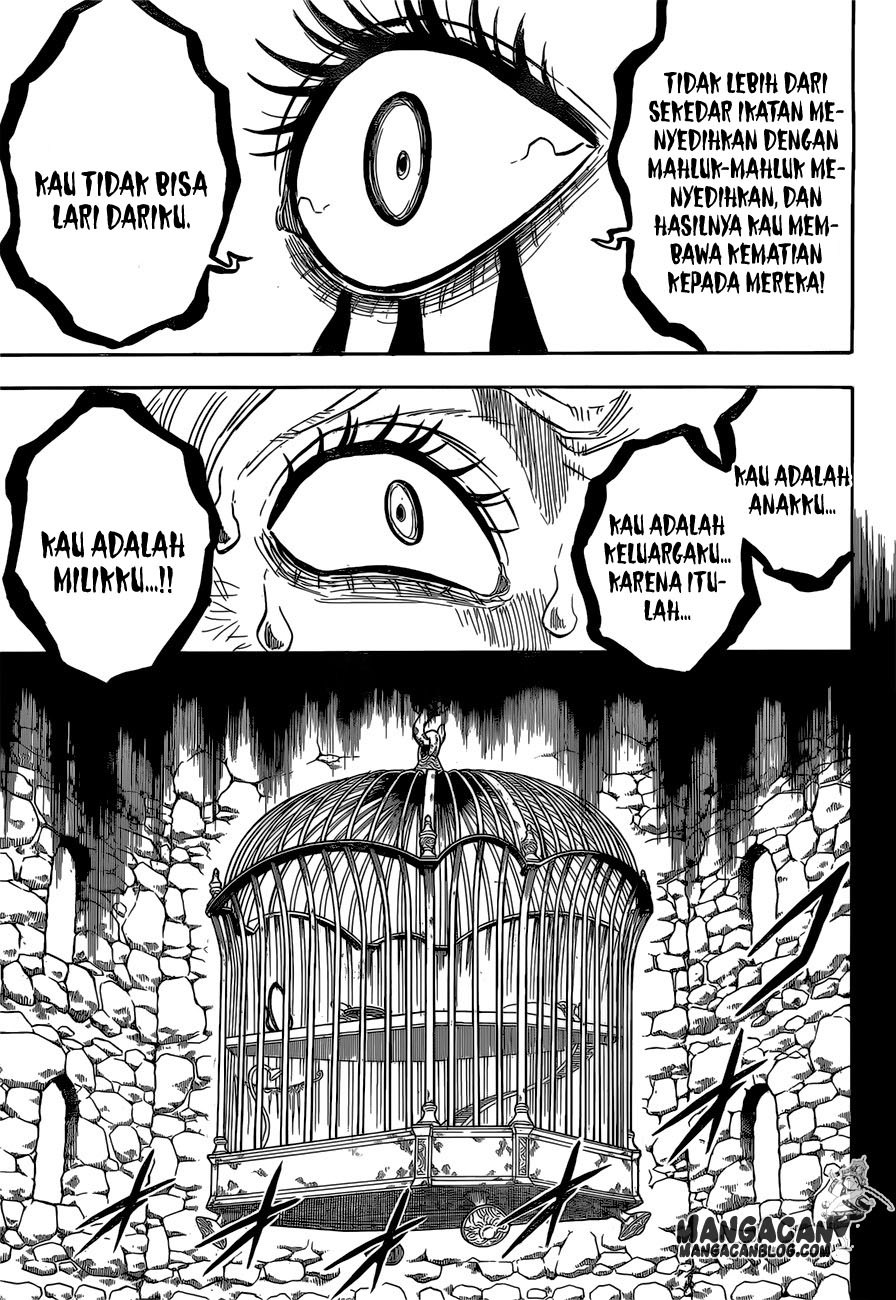 TIDAK LEBIH DARI
SEKEDAR IKATAN ME-
NYEDIHKAN DENGAN
MAHLUK-MAHLUK ME-
NYEDIHKAN, DAN
HASILNYA KAU MEM-
BAWA KEMATIAN
KEPADA MEREKA!
KAU TIDAK BISA
LARI DARIKU.
KAU ADALAH
ANAKKU...
KAU ADALAH
KELUARGAKU...
KARENA ITU-
LAH...
KAU ADALAH
MILIKKU...!!
MANGACAN
MANGACANBLOG.COM